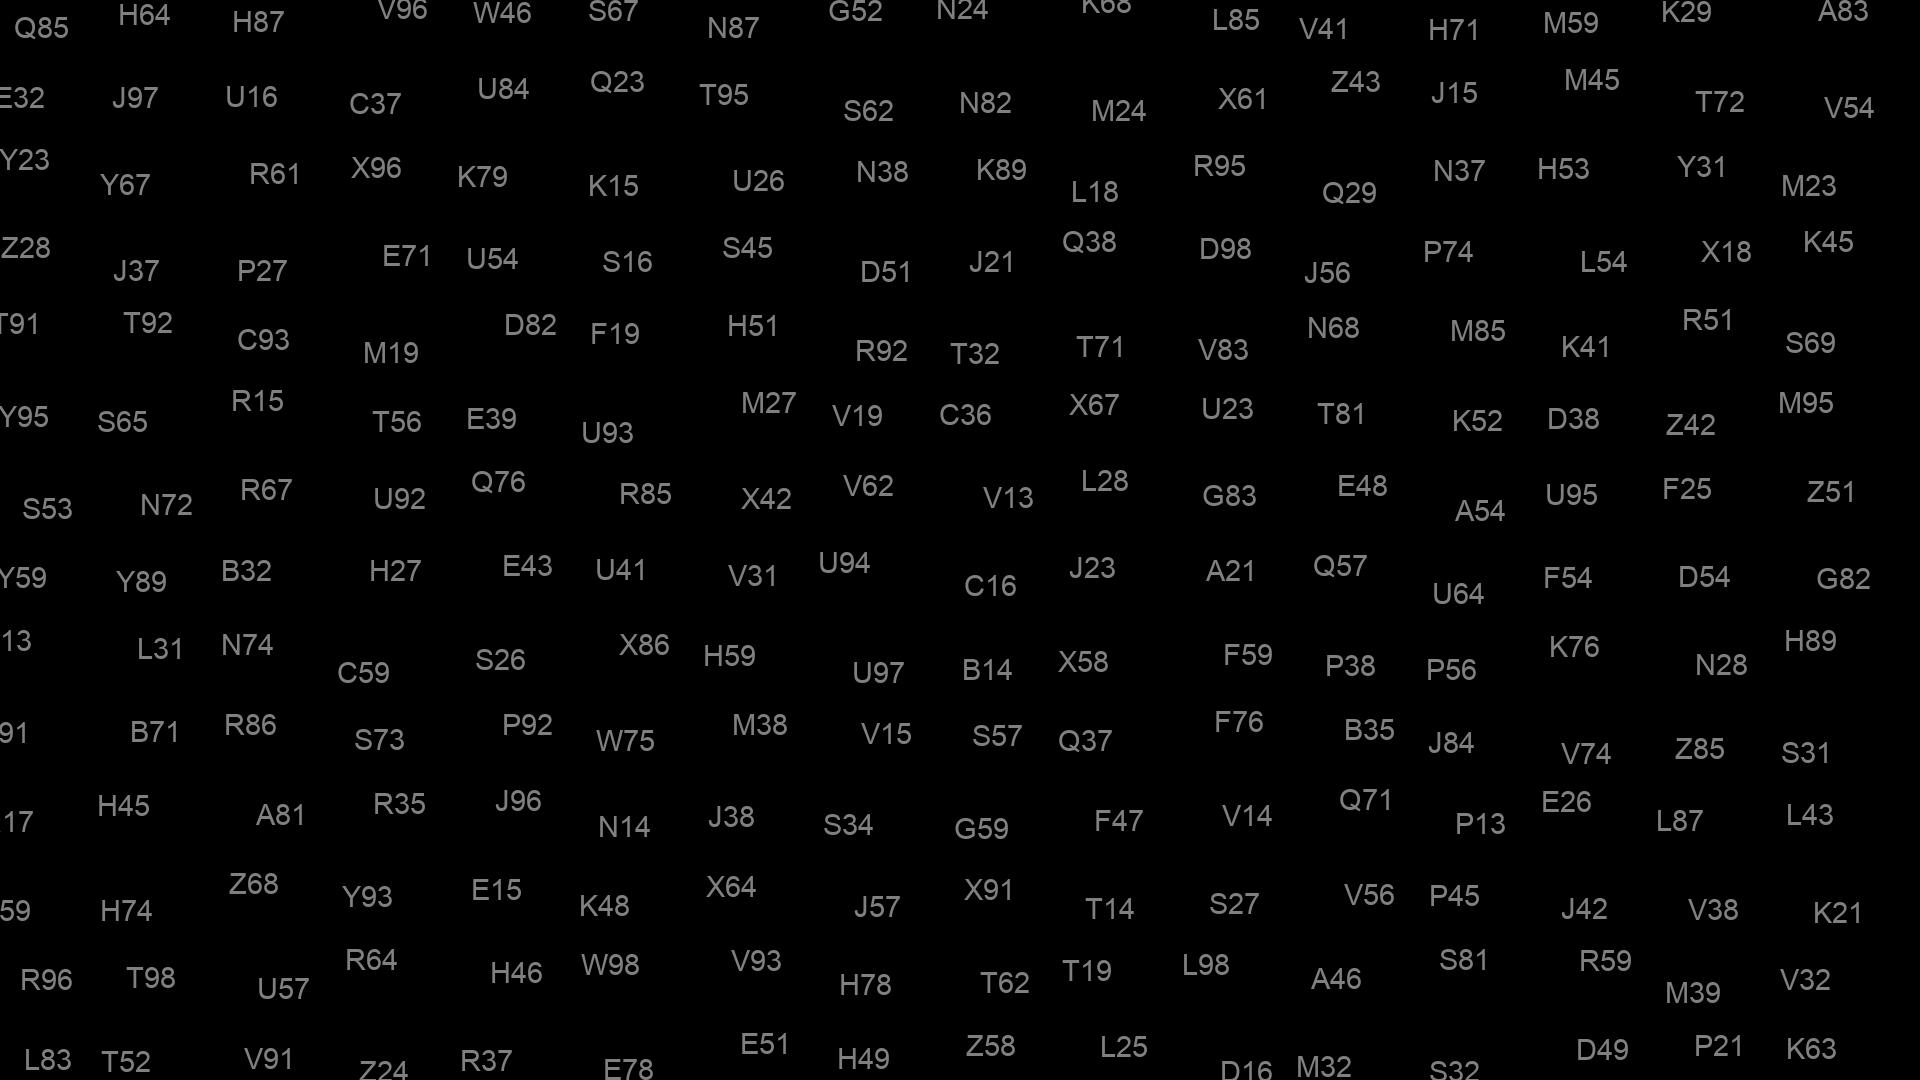 Q85 H64 H87 V96 W46 S67 N87 G52 N24 K68 L85 V41 H71 M59 K29 A83
E32 J97 U16 C37 U84 Q23 T95 S62 N82 M24 X61 Z43 J15 M45 T72 V54
Y23 Y67 R61 X96 K79 K15 U26 N38 K89 L18 R95 Q29 N37 H53 Y31 M23
Z28 J37 P27 E71 U54 S16 S45 D51 J21 Q38 D98 J56 P74 L54 X18 K45
T91 T92 C93 M19 D82 F19 H51 R92 T32 T71 V83 N68 M85 K41 R51 S69
Y95 S65 R15 T56 E39 U93 M27 V19 C36 X67 U23 T81 K52 D38 Z42 M95
S53 N72 R67 U92 Q76 R85 X42 V62 V13 L28 G83 E48 A54 U95 F25 Z51
Y59 Y89 B32 H27 E43 U41 V31 U94 C16 J23 A21 Q57 U64 F54 D54 G82
13 L31 N74 C59 S26 X86 H59 U97 B14 X58 F59 P38 P56 K76 N28 H89
91 B71 R86 S73 P92 W75 M38 V15 S57 Q37 F76 B35 J84 V74 Z85 S31
17 H45 A81 R35 J96 N14 J38 S34 G59 F47 V14 Q71 P13 E26 L87 L43
59 H74 Z68 Y93 E15 K48 X64 J57 X91 T14 S27 V56 P45 J42 V38 K21
R96 T98 U57 R64 H46 W98 V93 H78 T62 T19 L98 A46 S81 R59 M39 V32
L83 T52 V91 Z24 R37 E78 E51 H49 Z58 L25 D16 M32 S32 D49 P21 K63